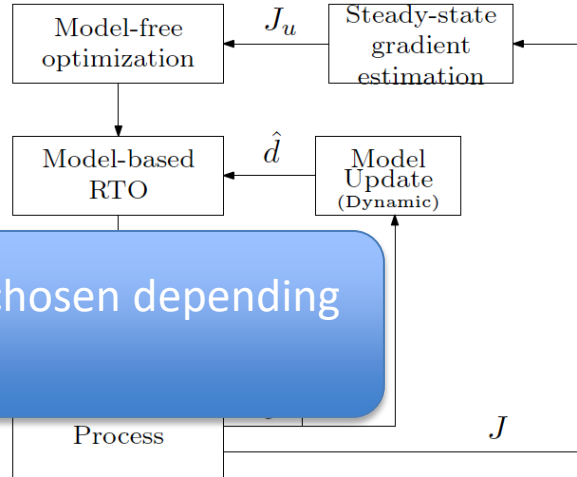 Model-free
optimization
J_u
Steady-state
gradient
estimation
Model-based
RTO
d̂
Model
Update
(Dynamic)
chosen depending
Process
J